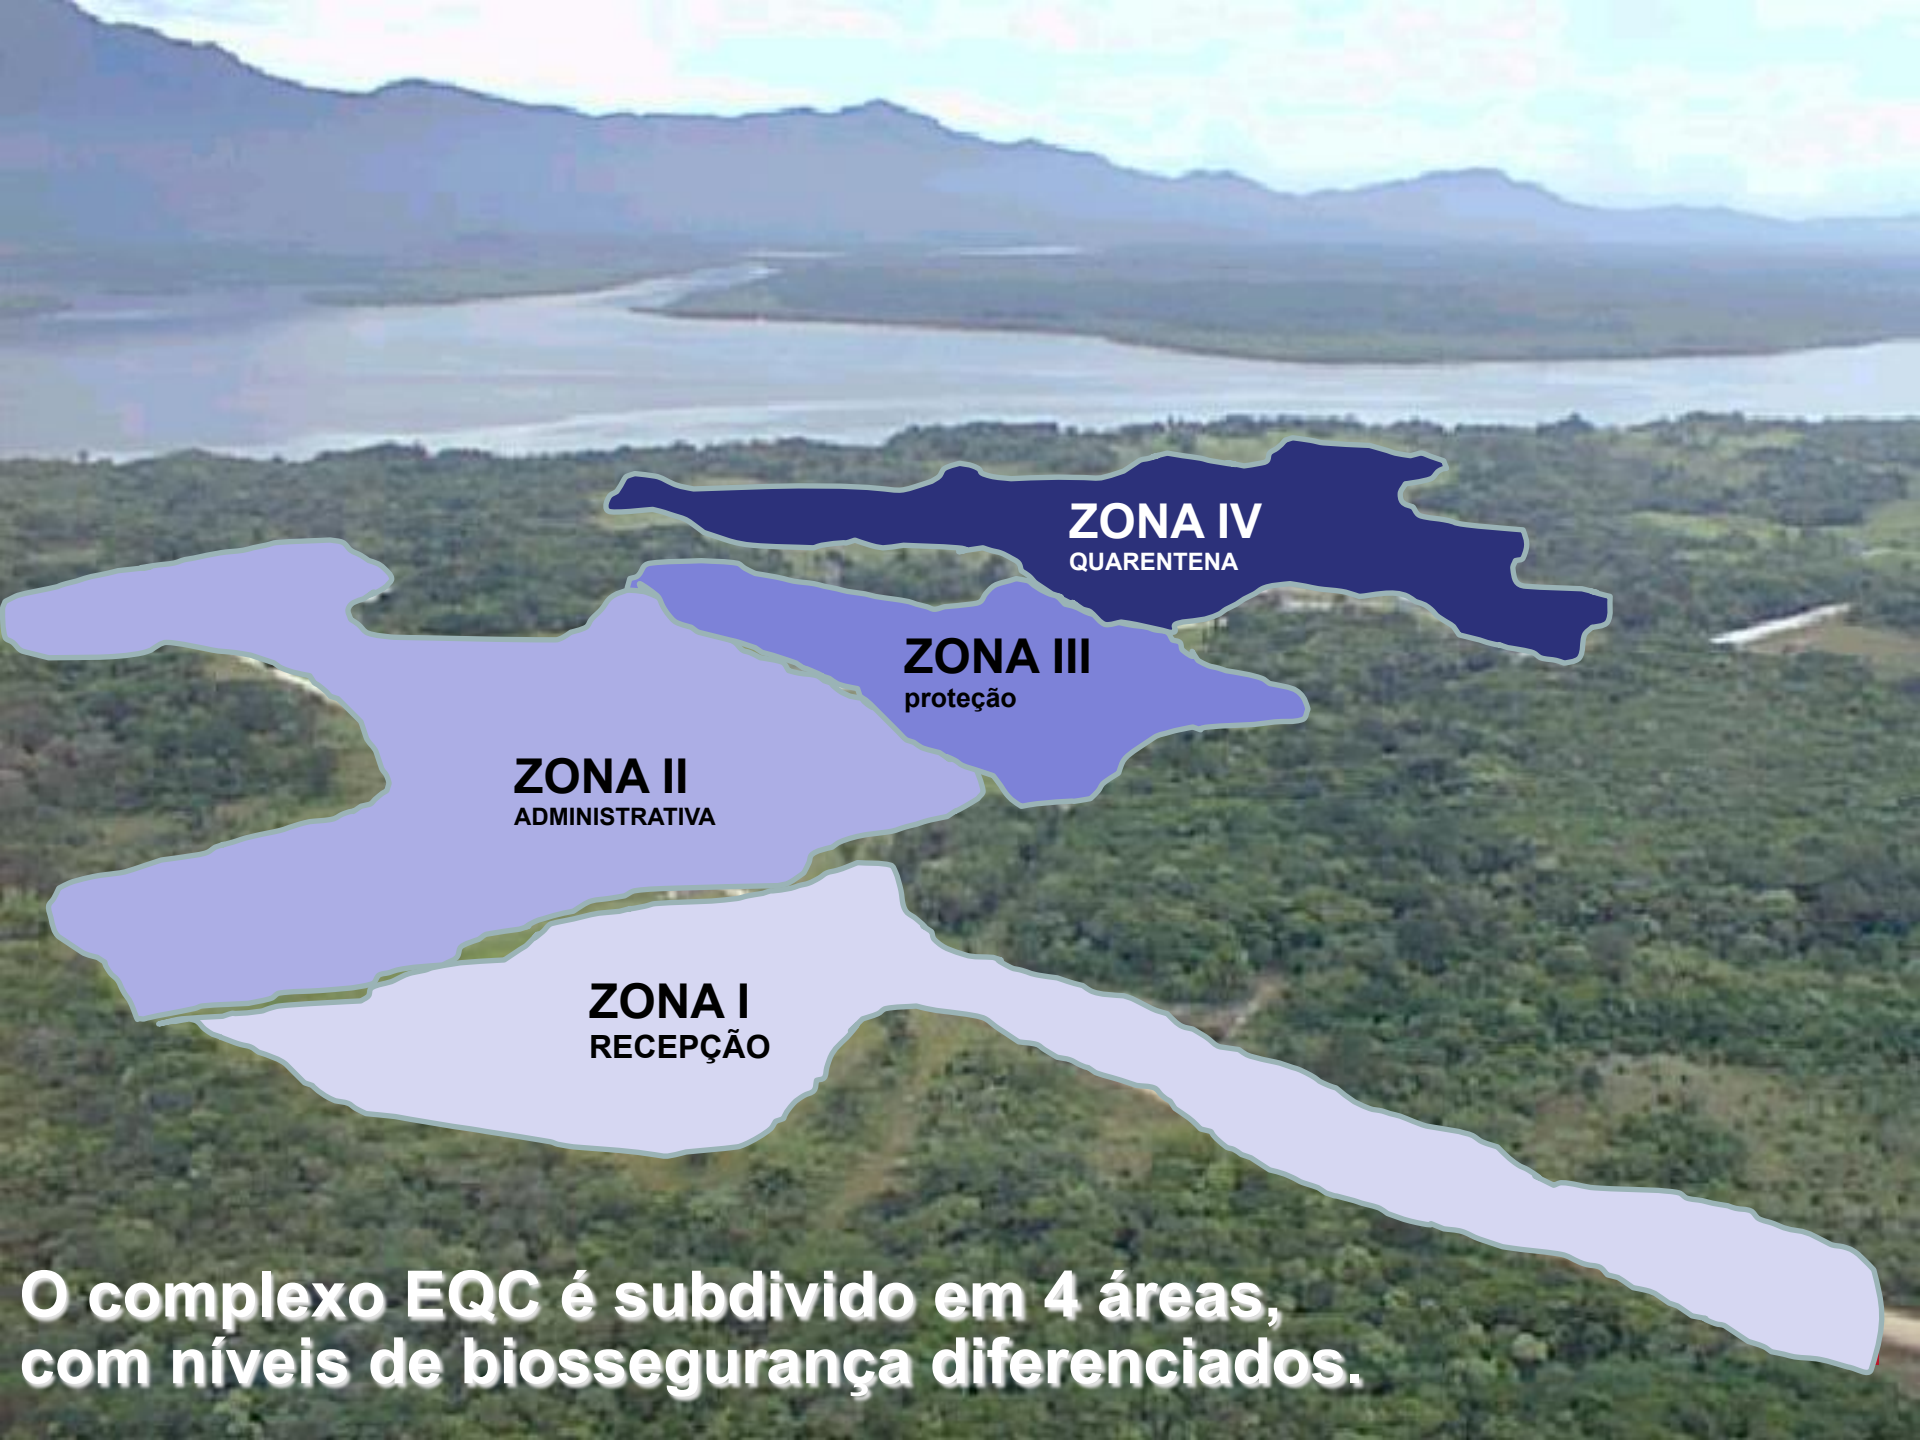 ZONA IV
QUARENTENA
ZONA III
proteção
ZONA II
ADMINISTRATIVA
ZONA I
RECEPÇÃO
O complexo EQC é subdivido em 4 áreas,
com níveis de biossegurança diferenciados.